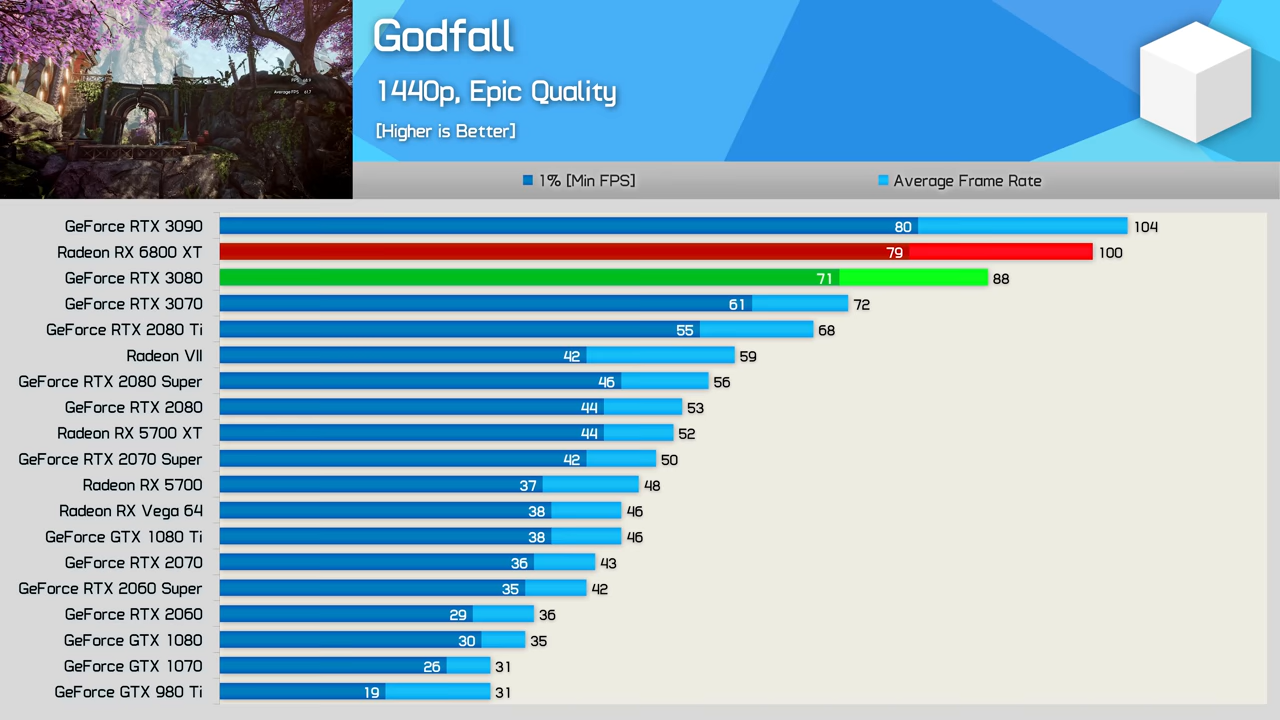 Godfall
1440p, Epic Quality
[Higher is Better]
1% [Min FPS]
Average Frame Rate
GeForce RTX 3090 80 104
Radeon RX 6800 XT 79 100
GeForce RTX 3080 71 88
GeForce RTX 3070 61 72
GeForce RTX 2080 Ti 55 68
Radeon VII 42 59
GeForce RTX 2080 Super 46 56
GeForce RTX 2080 44 53
Radeon RX 5700 XT 44 52
GeForce RTX 2070 Super 42 50
Radeon RX 5700 37 48
Radeon RX Vega 64 38 46
GeForce GTX 1080 Ti 38 46
GeForce RTX 2070 36 43
GeForce RTX 2060 Super 35 42
GeForce RTX 2060 29 36
GeForce GTX 1080 30 35
GeForce GTX 1070 26 31
GeForce GTX 980 Ti 19 31